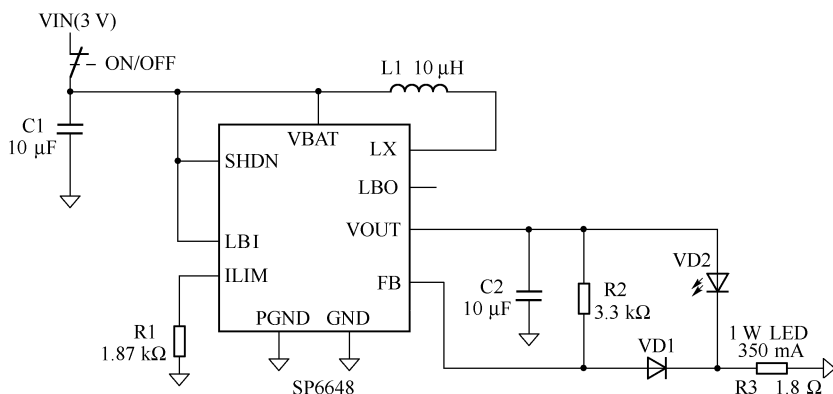 VIN(3 V)
ON/OFF
L1 10 μH
C1
10 μF
VBAT
LX
SHDN
LBO
VOUT
LBI
ILIM
FB
C2
10 μF
R2
3.3 kΩ
VD2
R1
1.87 kΩ
PGND GND
VD1
1 W LED
350 mA
SP6648
R3 1.8 Ω